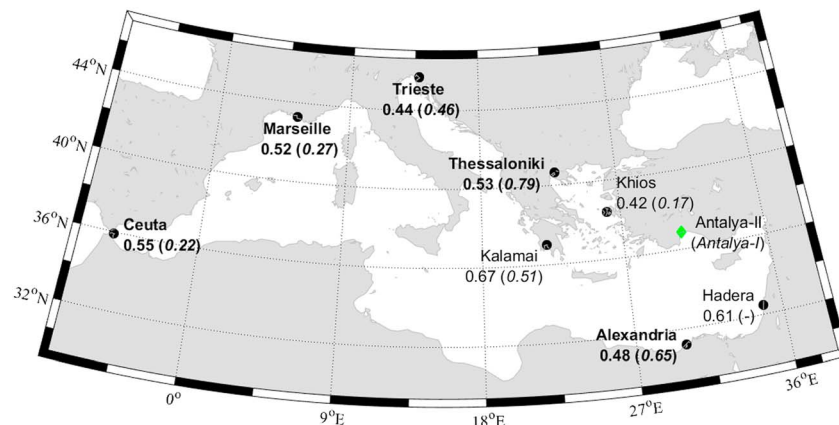 44°N
40°N
36°N
32°N
Trieste
0.44 (0.46)
Marseille
0.52 (0.27)
Thessaloniki
0.53 (0.79)
Khios
0.42 (0.17)
Ceuta
0.55 (0.22)
Antalya-II
(Antalya-I)
Kalamai
0.67 (0.51)
Hadera
0.61 (-)
Alexandria
0.48 (0.65)
0°
9°E
18°E
27°E
36°E